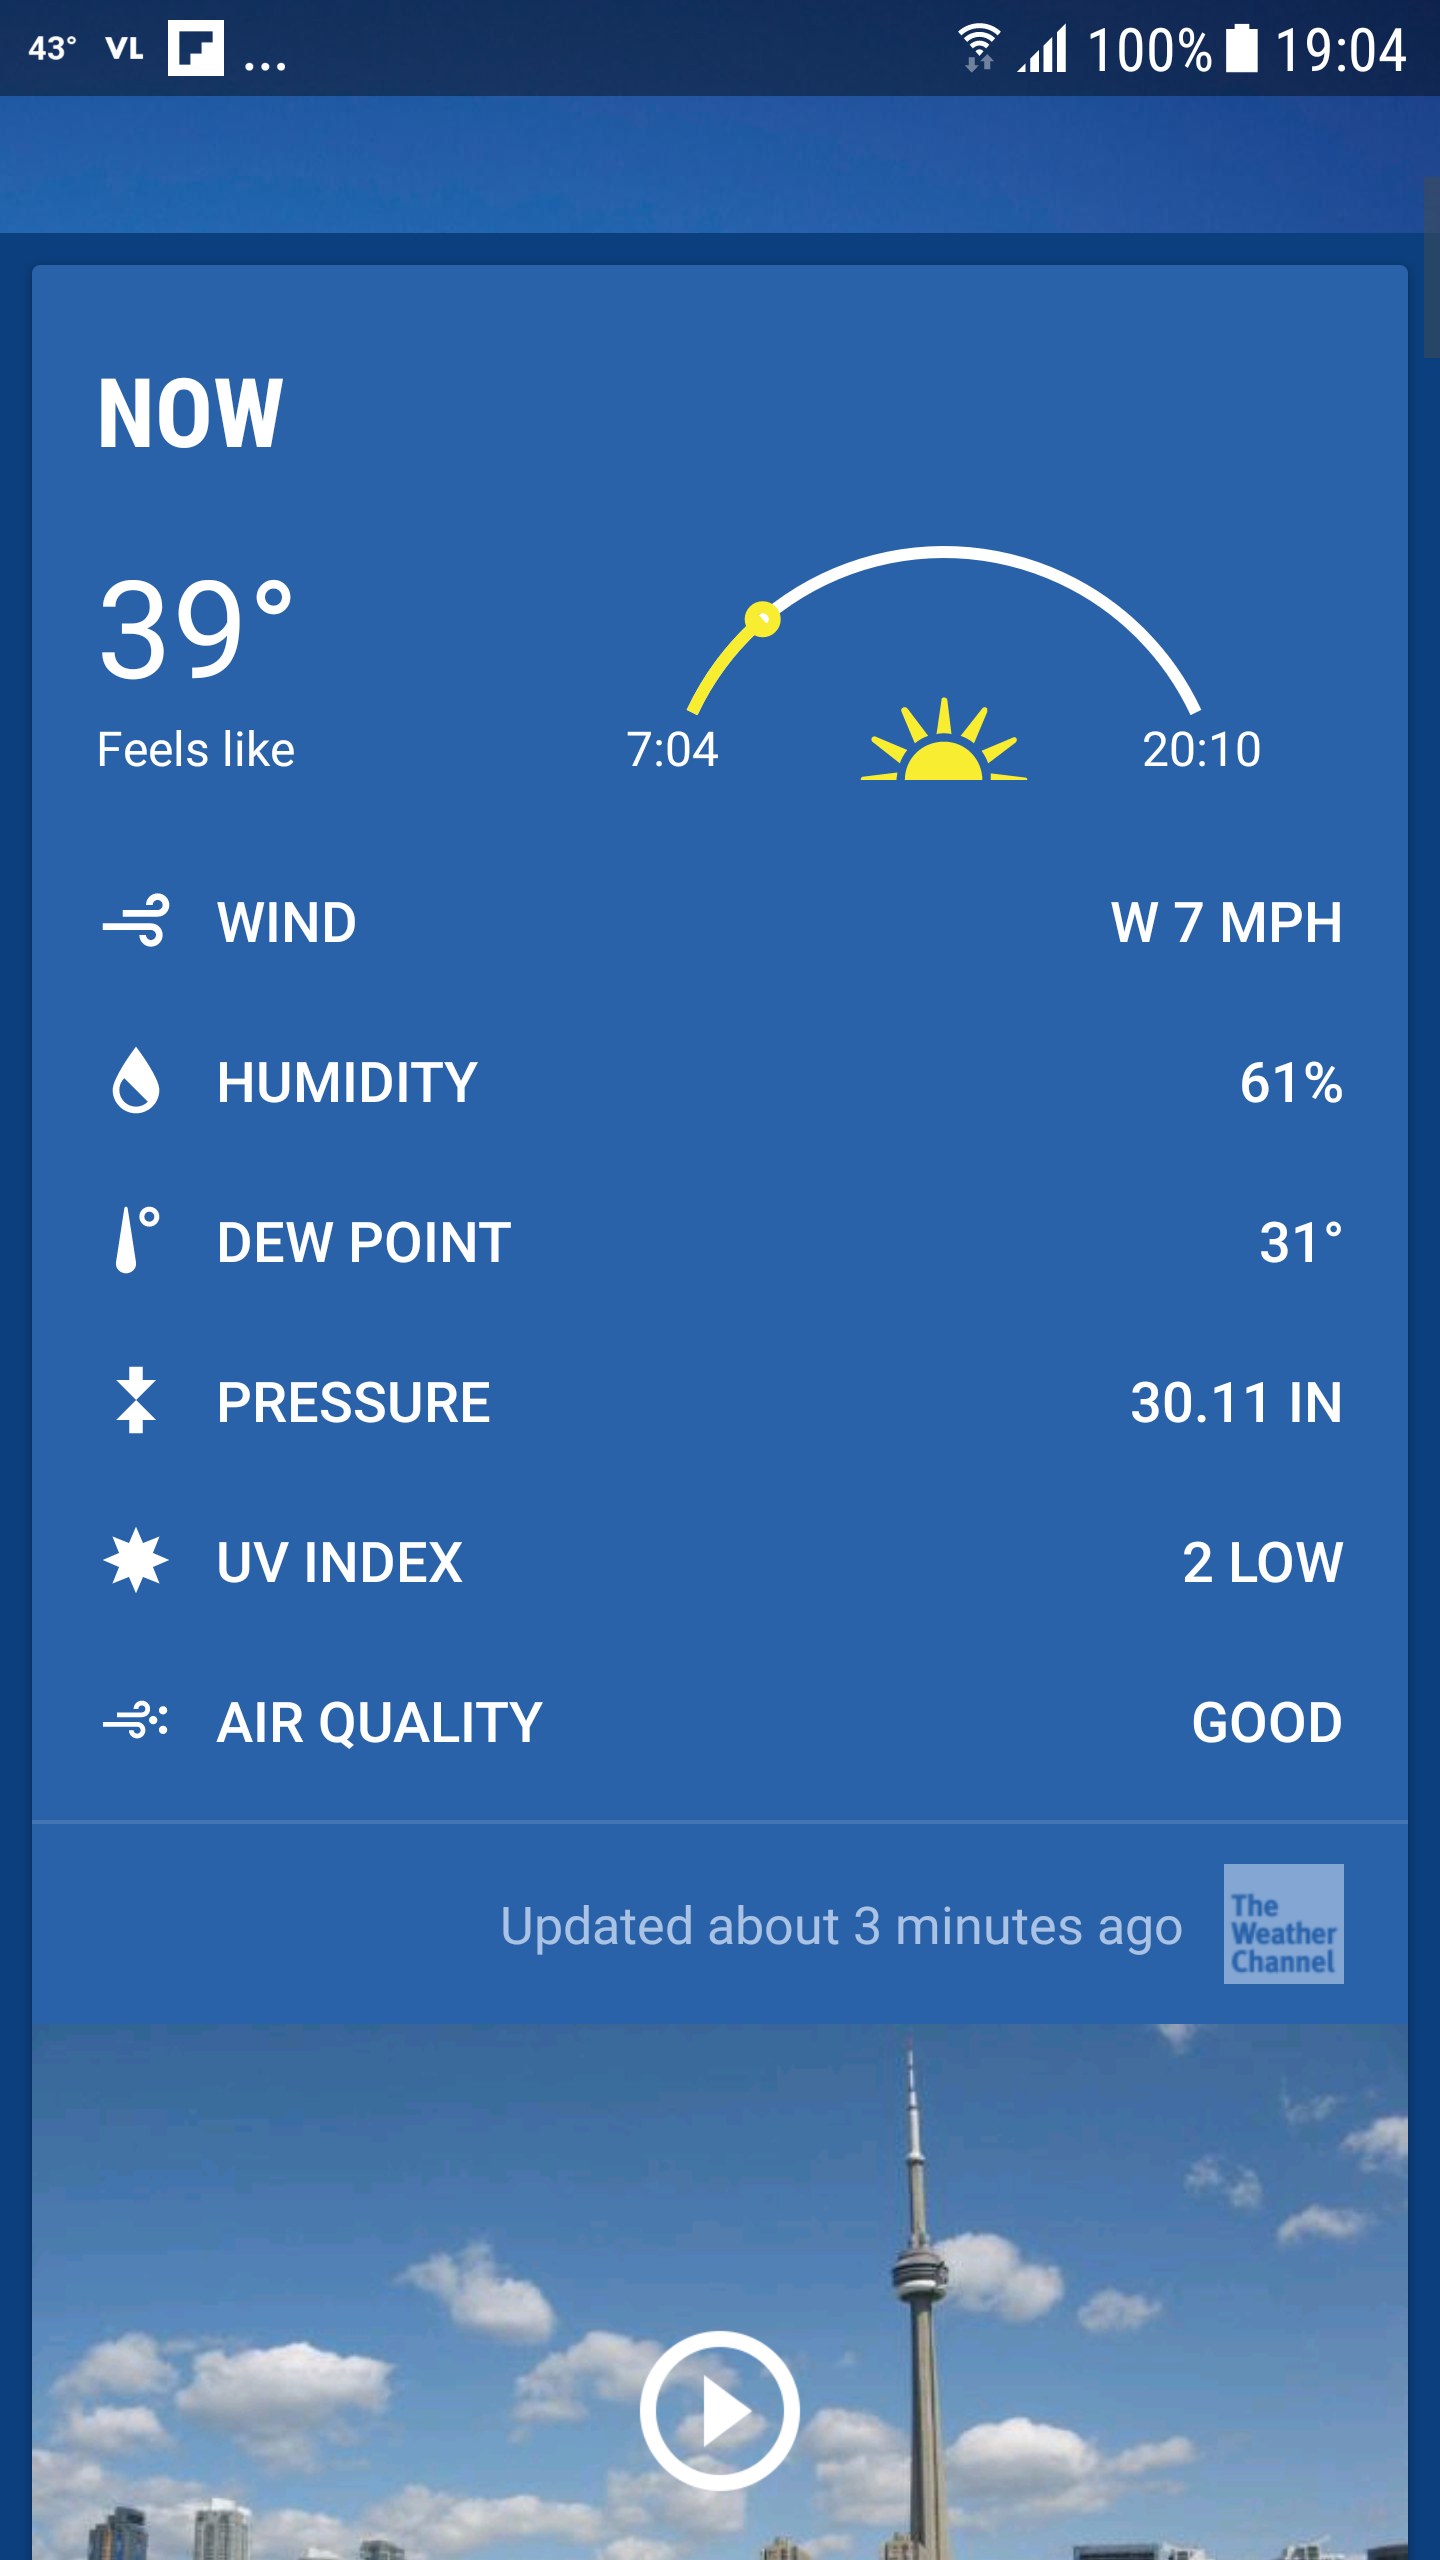 43° VL ... 100% 19:04
NOW
39°
Feels like
7:04 20:10
WIND W 7 MPH
HUMIDITY 61%
DEW POINT 31°
PRESSURE 30.11 IN
UV INDEX 2 LOW
AIR QUALITY GOOD
Updated about 3 minutes ago
The
Weather
Channel